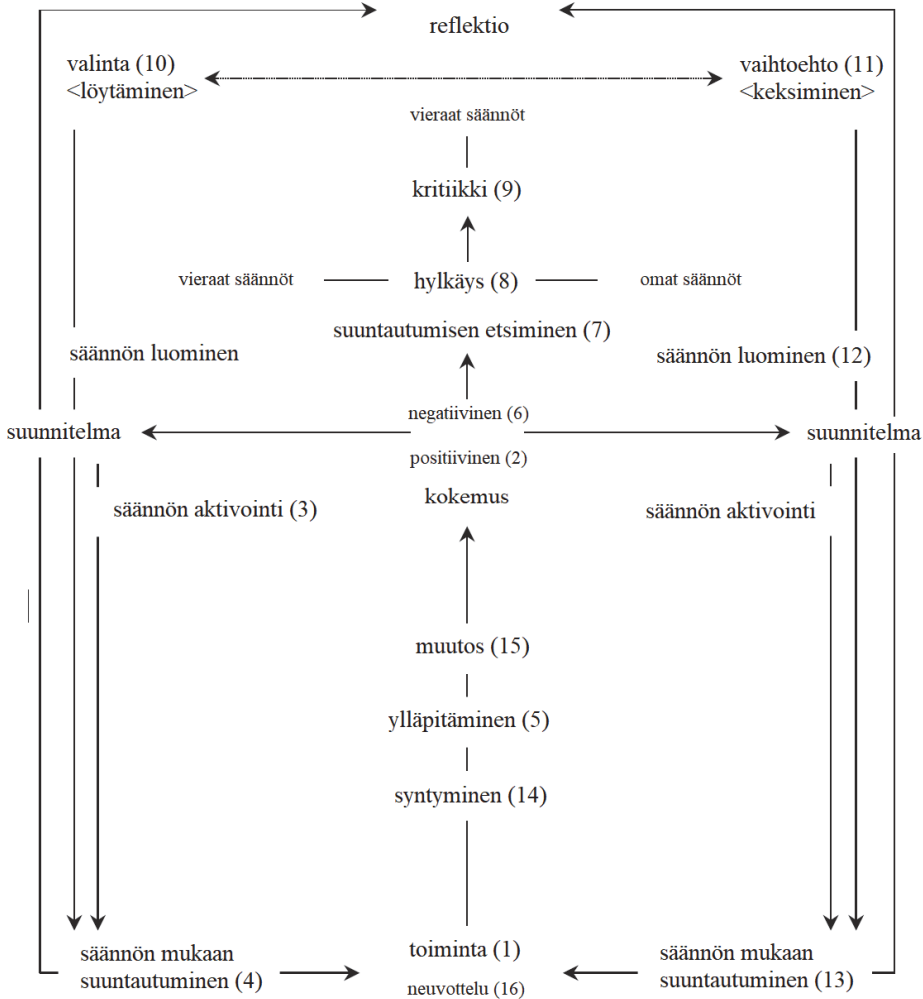 reflektio
valinta (10)
<löytäminen>
vaihtoehto (11)
<keksiminen>
vieraat säännöt
kritiikki (9)
vieraat säännöt
hylkäys (8)
omat säännöt
suuntautumisen etsiminen (7)
säännön luominen
säännön luominen (12)
negatiivinen (6)
suunnitelma
suunnitelma
positiivinen (2)
kokemus
säännön aktivointi (3)
säännön aktivointi
muutos (15)
ylläpitäminen (5)
syntyminen (14)
säännön mukaan
suuntautuminen (4)
toiminta (1)
neuvottelu (16)
säännön mukaan
suuntautuminen (13)